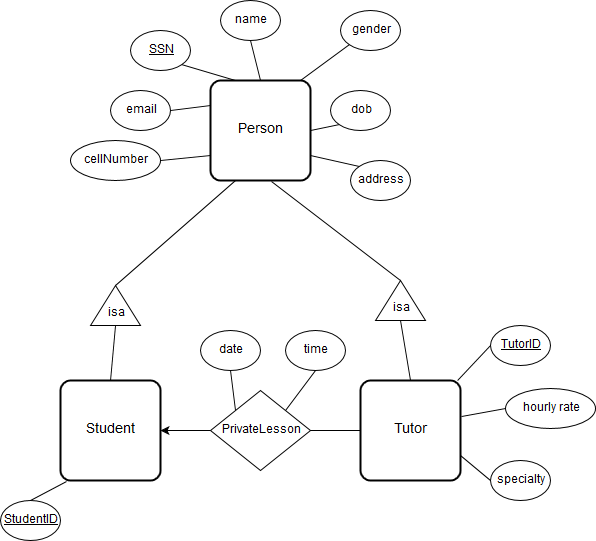 name
gender
SSN
email
dob
Person
cellNumber
address
isa
isa
date
time
TutorID
hourly rate
Student
PrivateLesson
Tutor
specialty
StudentID